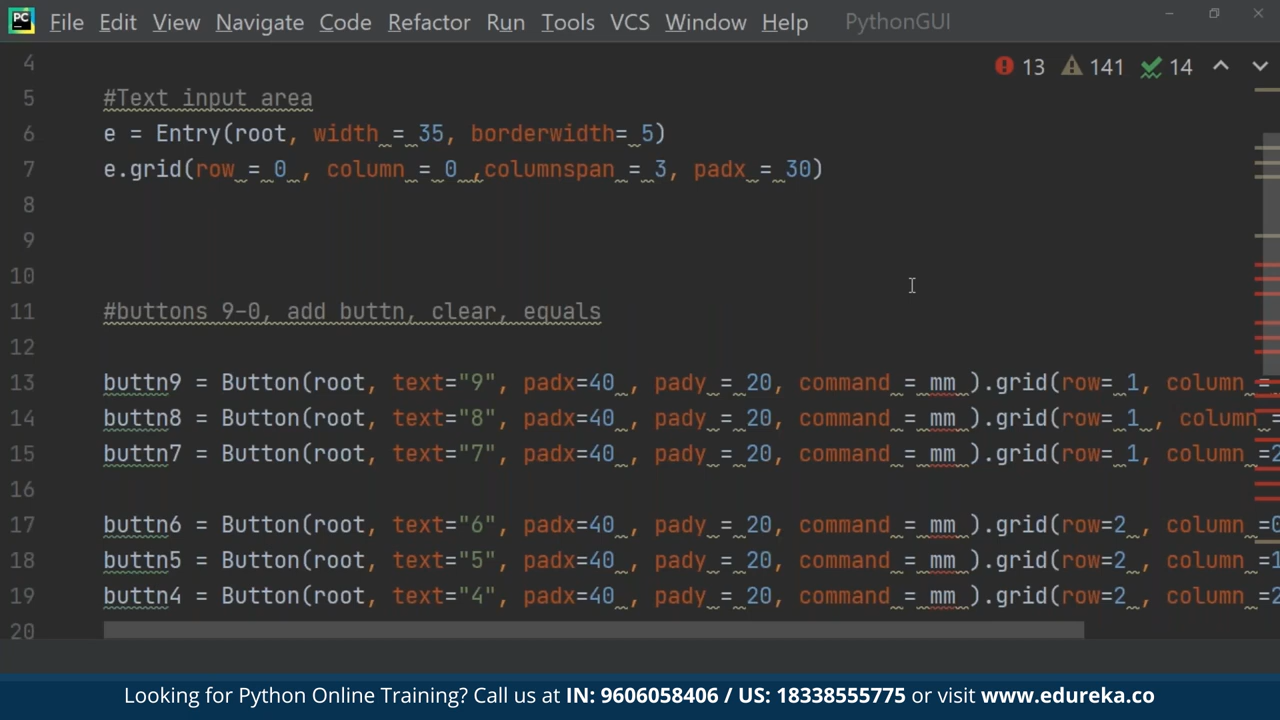 PC File Edit View Navigate Code Refactor Run Tools VCS Window Help PythonGUI
13 141 14
4
5 #Text input area
6 e = Entry(root, width = 35, borderwidth= 5)
7 e.grid(row = 0 , column = 0 ,columnspan = 3, padx = 30)
8
9
10
11 #buttons 9-0, add buttn, clear, equals
12
13 buttn9 = Button(root, text="9", padx=40 , pady = 20, command = mm ).grid(row= 1, column =
14 buttn8 = Button(root, text="8", padx=40 , pady = 20, command = mm ).grid(row= 1 , column =
15 buttn7 = Button(root, text="7", padx=40 , pady = 20, command = mm ).grid(row= 1, column =2
16
17 buttn6 = Button(root, text="6", padx=40 , pady = 20, command = mm ).grid(row=2 , column =0
18 buttn5 = Button(root, text="5", padx=40 , pady = 20, command = mm ).grid(row=2 , column =1
19 buttn4 = Button(root, text="4", padx=40 , pady = 20, command = mm ).grid(row=2 , column =2
20
Looking for Python Online Training? Call us at IN: 9606058406 / US: 18338555775 or visit www.edureka.co